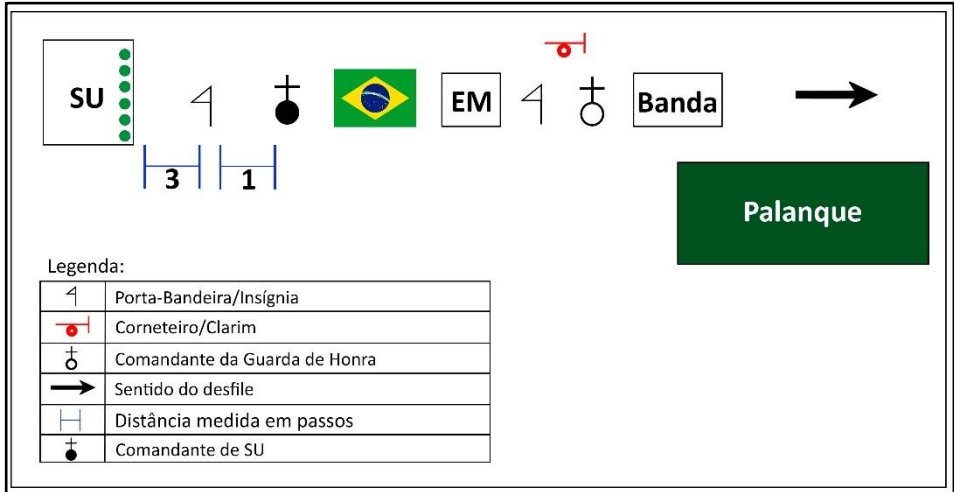 SU
EM
Banda
3
1
Palanque
Legenda:
Porta-Bandeira/Insígnia
Corneteiro/Clarim
Comandante da Guarda de Honra
Sentido do desfile
Distância medida em passos
Comandante de SU